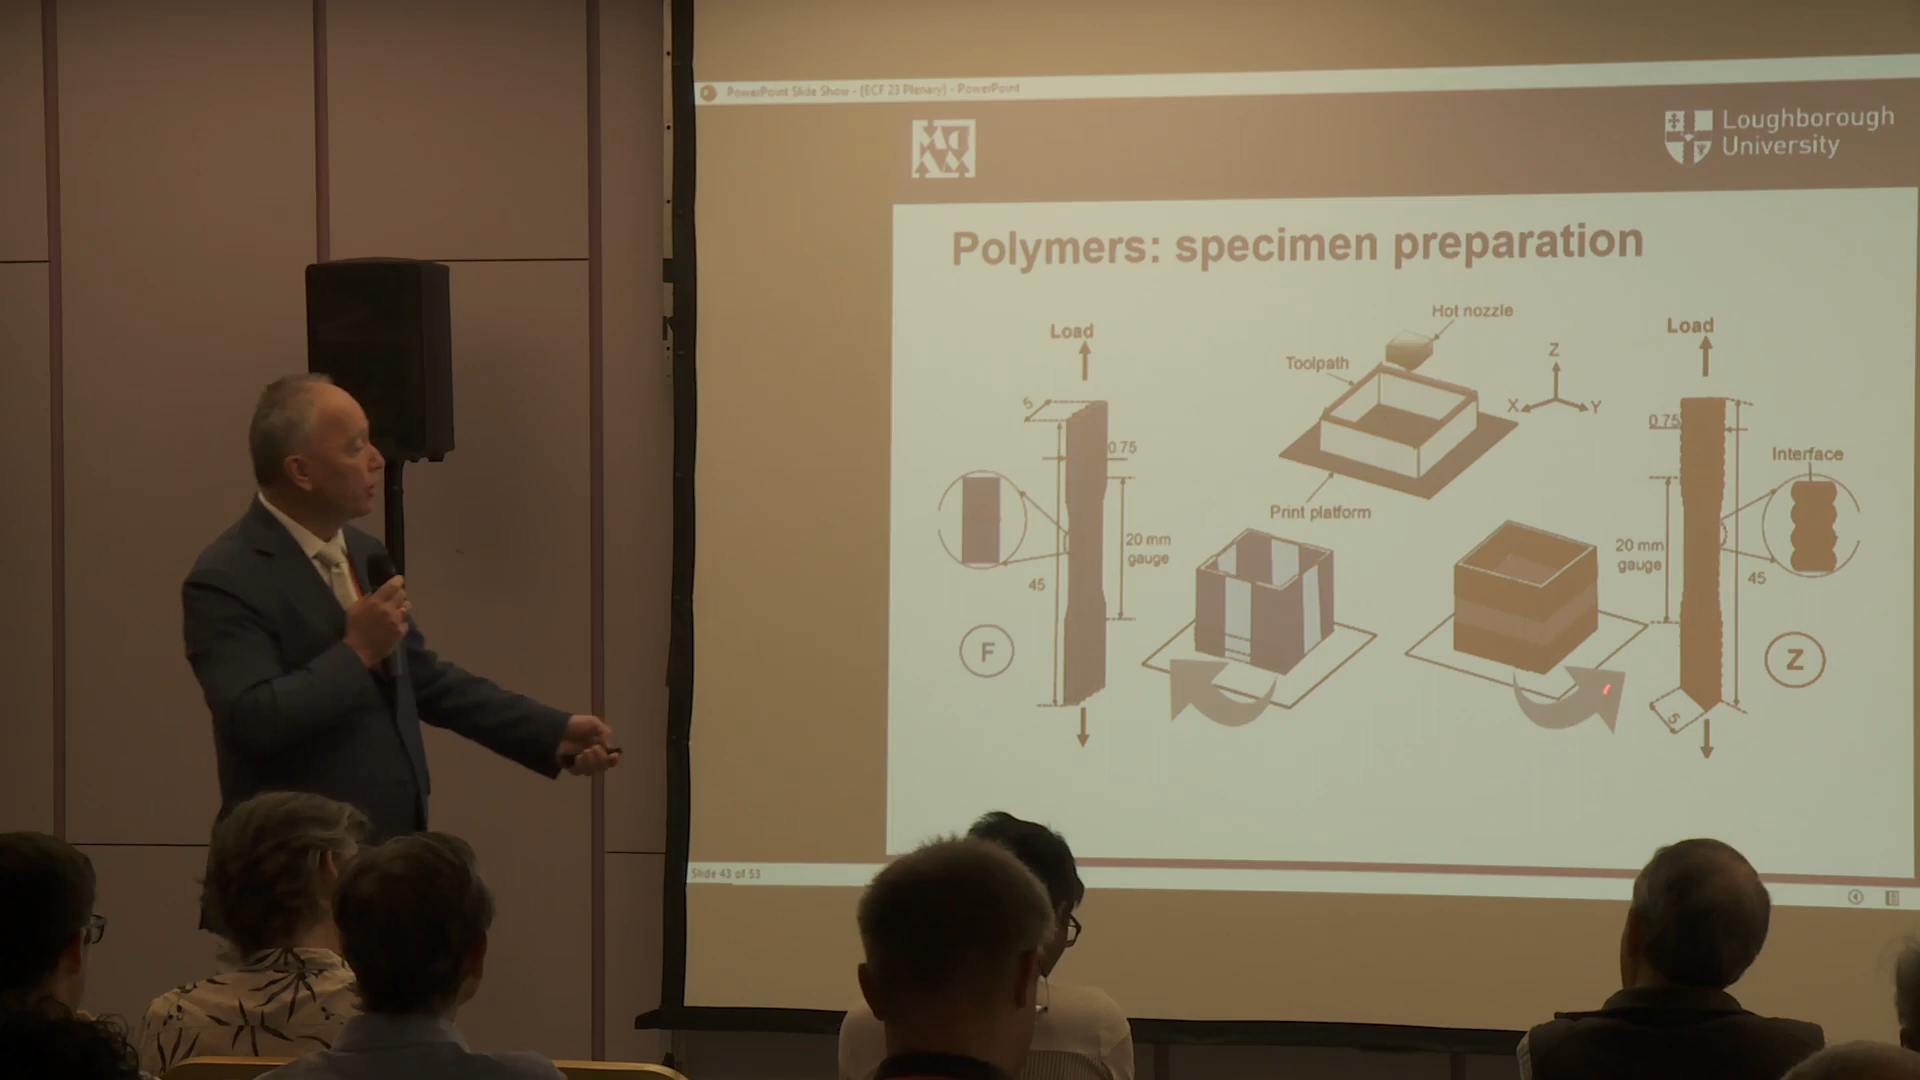 PowerPoint Slide Show - [ECF 23 Plenary] - PowerPoint
Loughborough
University
Polymers: specimen preparation
Hot nozzle
Load
Toolpath
Load
Z
X
Y
5
0.75
0.75
Interface
Print platform
20 mm
gauge
45
20 mm
gauge
45
F
Z
5
Slide 43 of 53